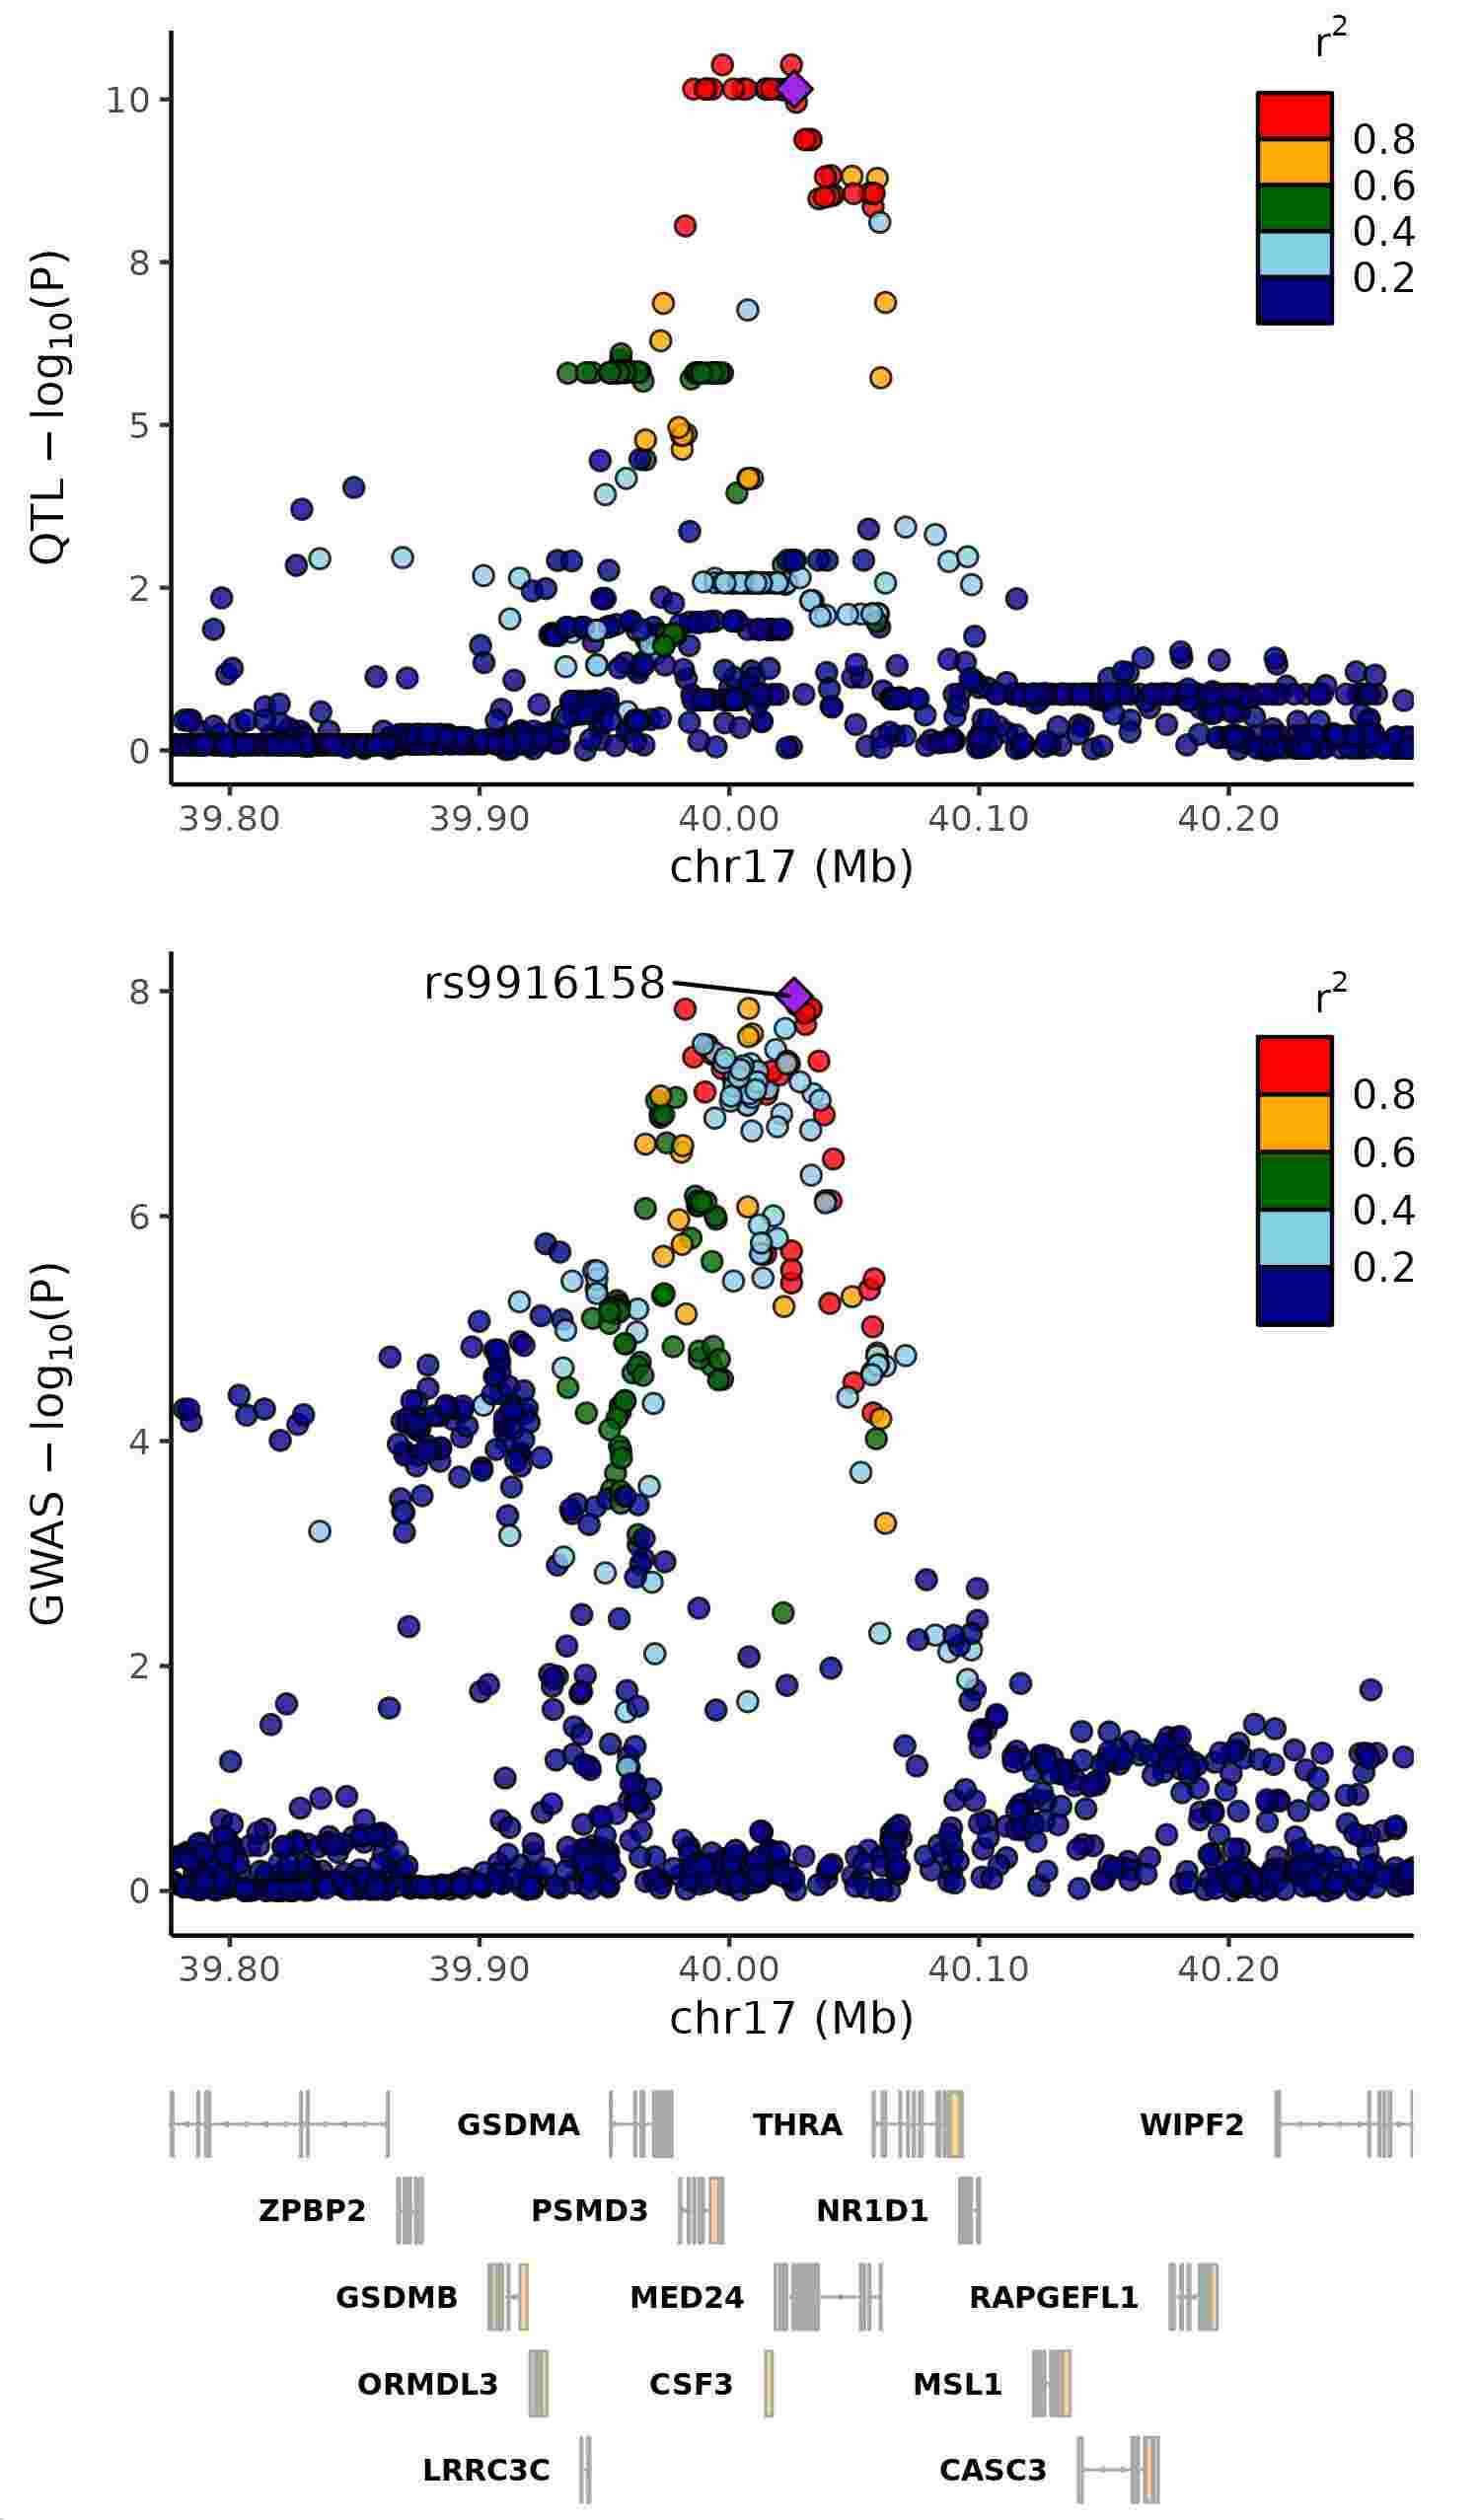 r2
10
8
5
2
0
QTL − log10(P)
0.8
0.6
0.4
0.2
39.80 39.90 40.00 40.10 40.20
chr17 (Mb)
rs9916158
r2
8
6
4
2
0
GWAS − log10(P)
0.8
0.6
0.4
0.2
39.80 39.90 40.00 40.10 40.20
chr17 (Mb)
GSDMA THRA WIPF2
ZPBP2 PSMD3 NR1D1
GSDMB MED24 RAPGEFL1
ORMDL3 CSF3 MSL1
LRRC3C CASC3